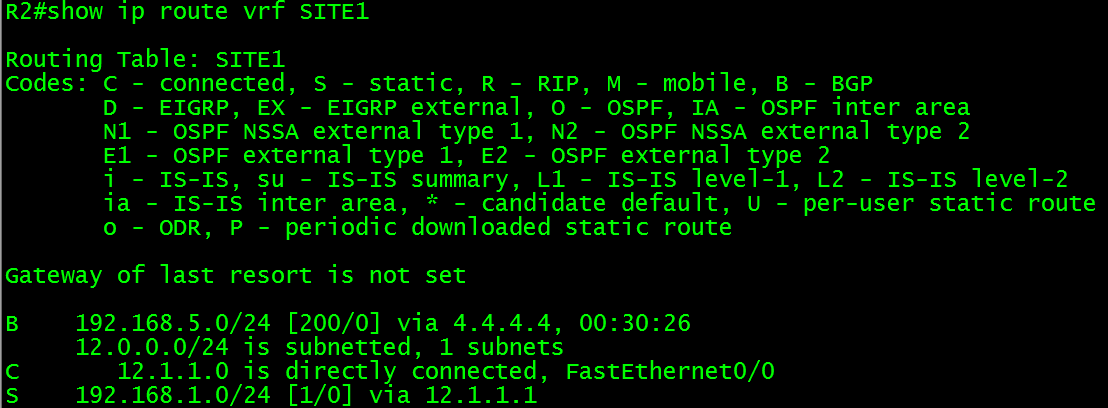 R2#show ip route vrf SITE1

Routing Table: SITE1
Codes: C - connected, S - static, R - RIP, M - mobile, B - BGP
       D - EIGRP, EX - EIGRP external, O - OSPF, IA - OSPF inter area
       N1 - OSPF NSSA external type 1, N2 - OSPF NSSA external type 2
       E1 - OSPF external type 1, E2 - OSPF external type 2
       i - IS-IS, su - IS-IS summary, L1 - IS-IS level-1, L2 - IS-IS level-2
       ia - IS-IS inter area, * - candidate default, U - per-user static route
       o - ODR, P - periodic downloaded static route

Gateway of last resort is not set

B    192.168.5.0/24 [200/0] via 4.4.4.4, 00:30:26
     12.0.0.0/24 is subnetted, 1 subnets
C       12.1.1.0 is directly connected, FastEthernet0/0
S    192.168.1.0/24 [1/0] via 12.1.1.1